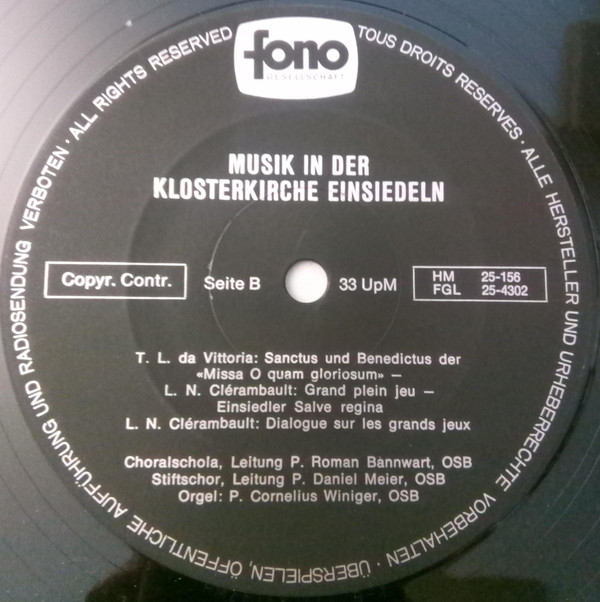 fono
GESELLSCHAFT
ALL RIGHTS RESERVED
TOUS DROITS RESERVES · ALLE HERSTELLER UND URHEBERRECHTE VORBEHALTEN · ÜBERSPIELEN, ÖFFENTLICHE AUFFÜHRUNG UND RADIOSENDUNG VERBOTEN ·
MUSIK IN DER
KLOSTERKIRCHE EINSIEDELN
Copyr. Contr. Seite B 33 UpM HM 25-156
FGL 25-4302
T. L. da Vittoria: Sanctus und Benedictus der
«Missa O quam gloriosum» –
L. N. Clérambault: Grand plein jeu –
Einsiedler Salve regina
L. N. Clérambault: Dialogue sur les grands jeux
Choralschola, Leitung P. Roman Bannwart, OSB
Stiftschor, Leitung P. Daniel Meier, OSB
Orgel: P. Cornelius Winiger, OSB